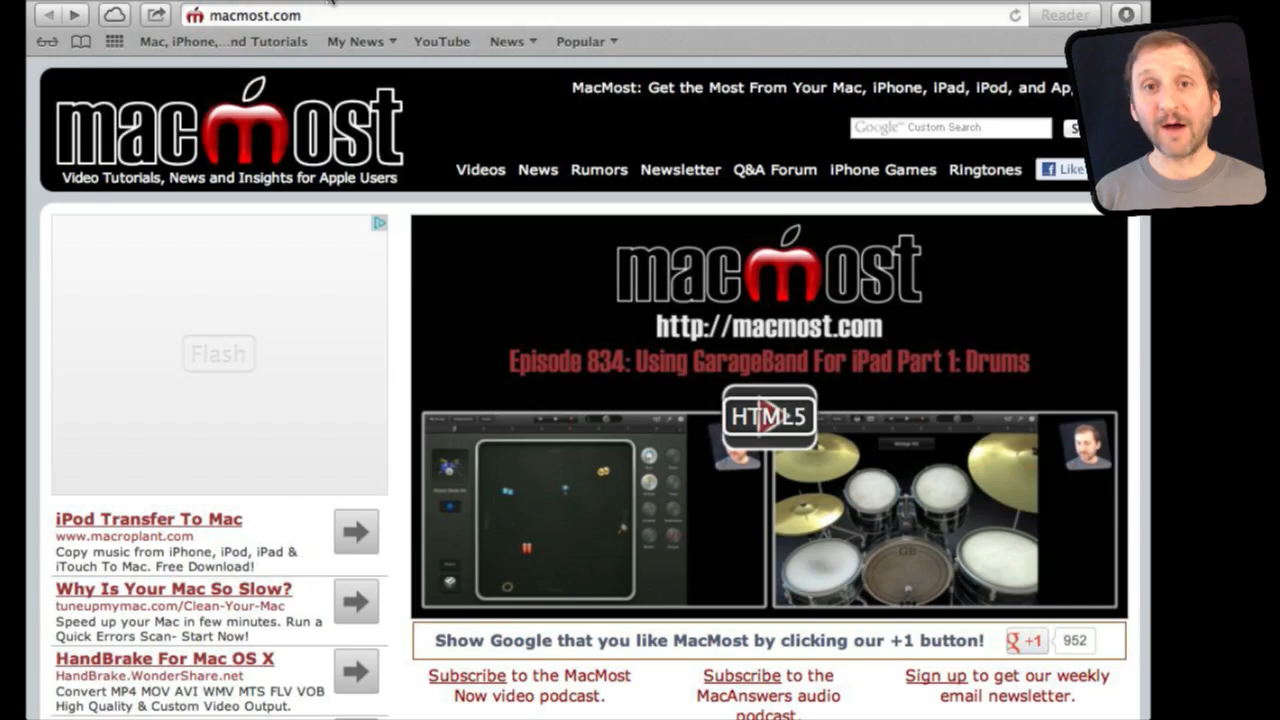 macmost.com
Reader
Mac, iPhone,...nd Tutorials
My News
YouTube
News
Popular
macmost
Video Tutorials, News and Insights for Apple Users
MacMost: Get the Most From Your Mac, iPhone, iPad, iPod, and Ap
Google™ Custom Search
S
Videos
News
Rumors
Newsletter
Q&A Forum
iPhone Games
Ringtones
Like
Flash
macmost
http://macmost.com
Episode 834: Using GarageBand For iPad Part 1: Drums
HTML5
GB
iPod Transfer To Mac
www.macroplant.com
Copy music from iPhone, iPod, iPad &
iTouch To Mac. Free Download!
Why Is Your Mac So Slow?
tuneupmymac.com/Clean-Your-Mac
Speed up your Mac in few minutes. Run a
Quick Errors Scan- Start Now!
HandBrake For Mac OS X
HandBrake.WonderShare.net
Convert MP4 MOV AVI WMV MTS FLV VOB
High Quality & Custom Video Output.
Show Google that you like MacMost by clicking our +1 button!
g +1
952
Subscribe to the MacMost
Now video podcast.
Subscribe to the
MacAnswers audio
podcast.
Sign up to get our weekly
email newsletter.